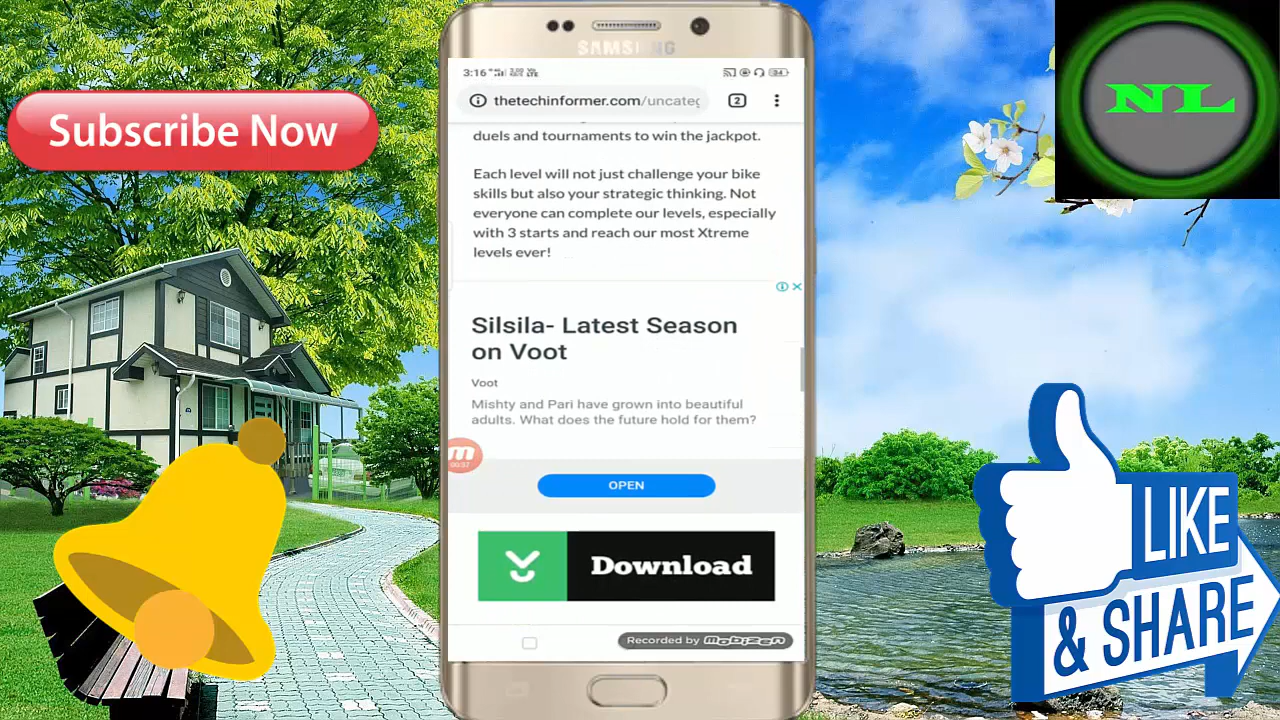 SAMSUNG
3:16
thetechinformer.com/uncateg
2
duels and tournaments to win the jackpot.
Each level will not just challenge your bike
skills but also your strategic thinking. Not
everyone can complete our levels, especially
with 3 starts and reach our most Xtreme
levels ever!
Silsila- Latest Season
on Voot
Voot
Mishty and Pari have grown into beautiful
adults. What does the future hold for them?
00:37
OPEN
Download
Recorded by mobizen
Subscribe Now
NL
LIKE
& SHARE